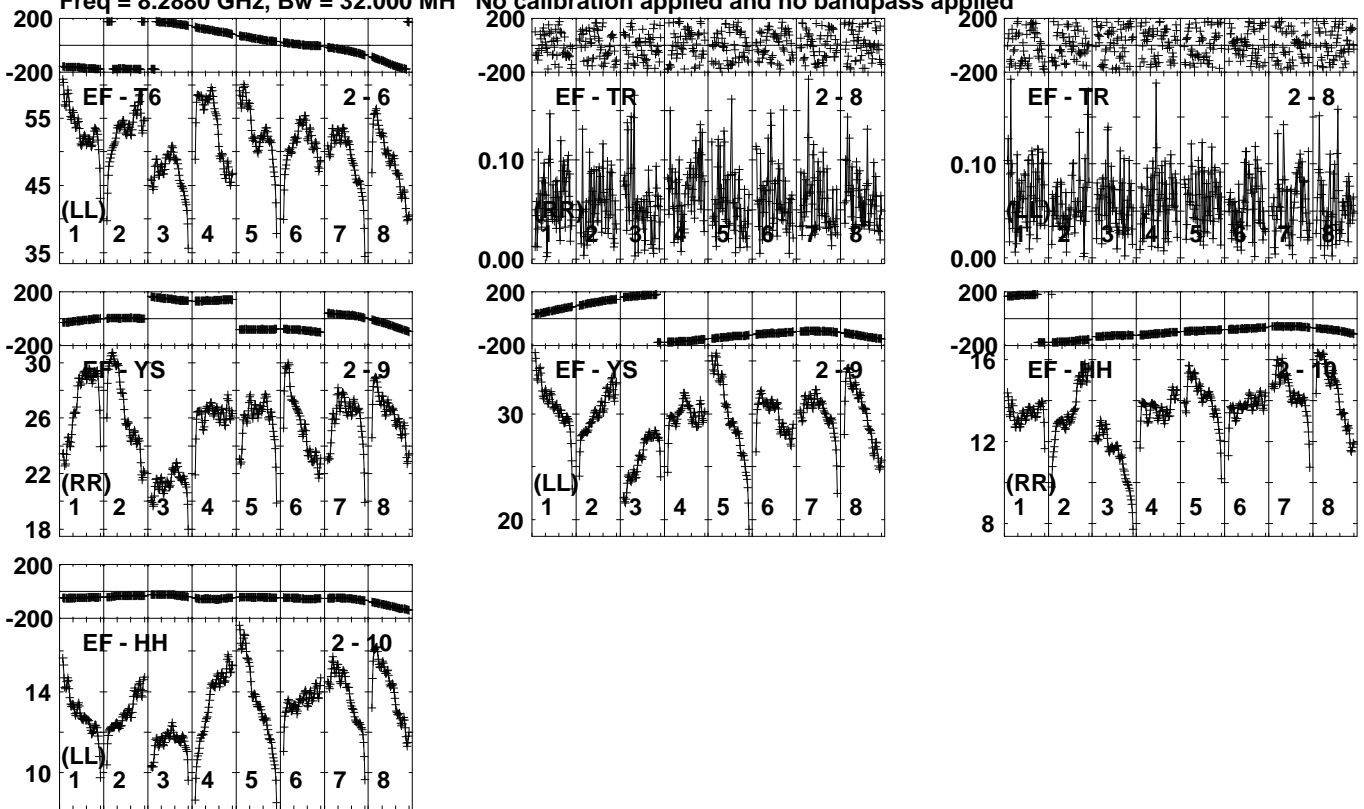 Freq = 8.2880 GHz, Bw = 32.000 MH No calibration applied and no bandpass applied
200
-200
EF - T6 2 - 6
55
45
35
(LL)
1 2 3 4 5 6 7 8
EF - TR 2 - 8
200
-200
0.10
0.00
(RR)
1 2 3 4 5 6 7 8
200
-200
EF - TR 2 - 8
0.10
0.00
(LL)
1 2 3 4 5 6 7 8
200
-200
EF - YS 2 - 9
30
26
22
18
(RR)
1 2 3 4 5 6 7 8
200
-200
EF - YS 2 - 9
30
20
(LL)
1 2 3 4 5 6 7 8
200
-200
EF - HH 2 - 10
16
12
8
(RR)
1 2 3 4 5 6 7 8
200
-200
EF - HH 2 - 10
14
10
(LL)
1 2 3 4 5 6 7 8